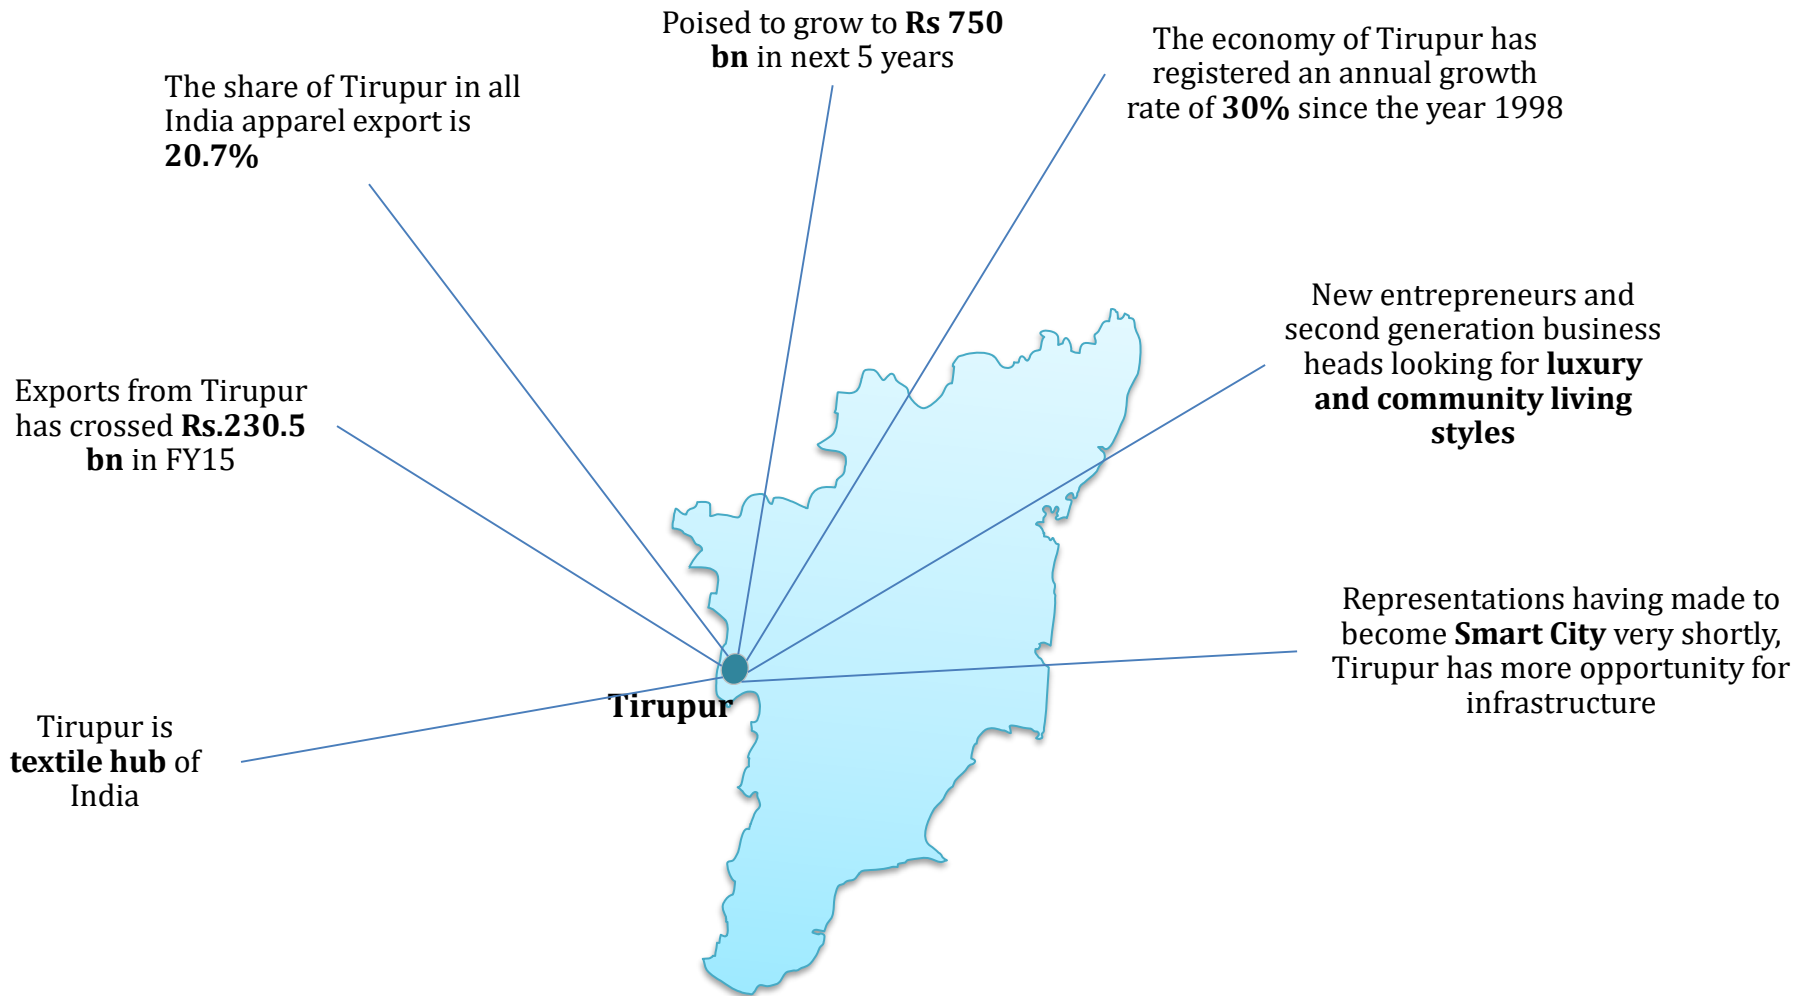 Poised to grow to Rs 750
bn in next 5 years
The economy of Tirupur has
registered an annual growth
rate of 30% since the year 1998
The share of Tirupur in all
India apparel export is
20.7%
New entrepreneurs and
second generation business
heads looking for luxury
and community living
styles
Exports from Tirupur
has crossed Rs.230.5
bn in FY15
Representations having made to
become Smart City very shortly,
Tirupur has more opportunity for
infrastructure
Tirupur
Tirupur is
textile hub of
India